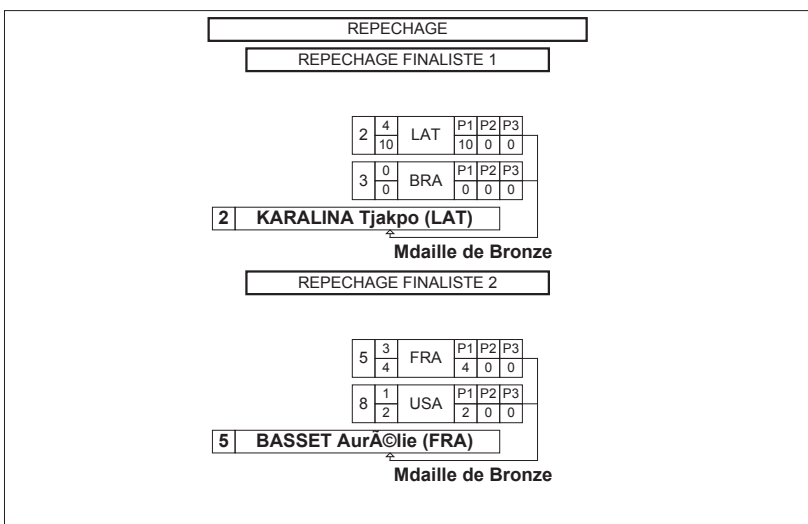 REPECHAGE
REPECHAGE FINALISTE 1
2 4 LAT P1 P2 P3
10 10 0 0
3 0 BRA P1 P2 P3
0 0 0 0
2 KARALINA Tjakpo (LAT)
Mdaille de Bronze
REPECHAGE FINALISTE 2
5 3 FRA P1 P2 P3
4 4 0 0
8 1 USA P1 P2 P3
2 2 0 0
5 BASSET AurÃ©lie (FRA)
Mdaille de Bronze